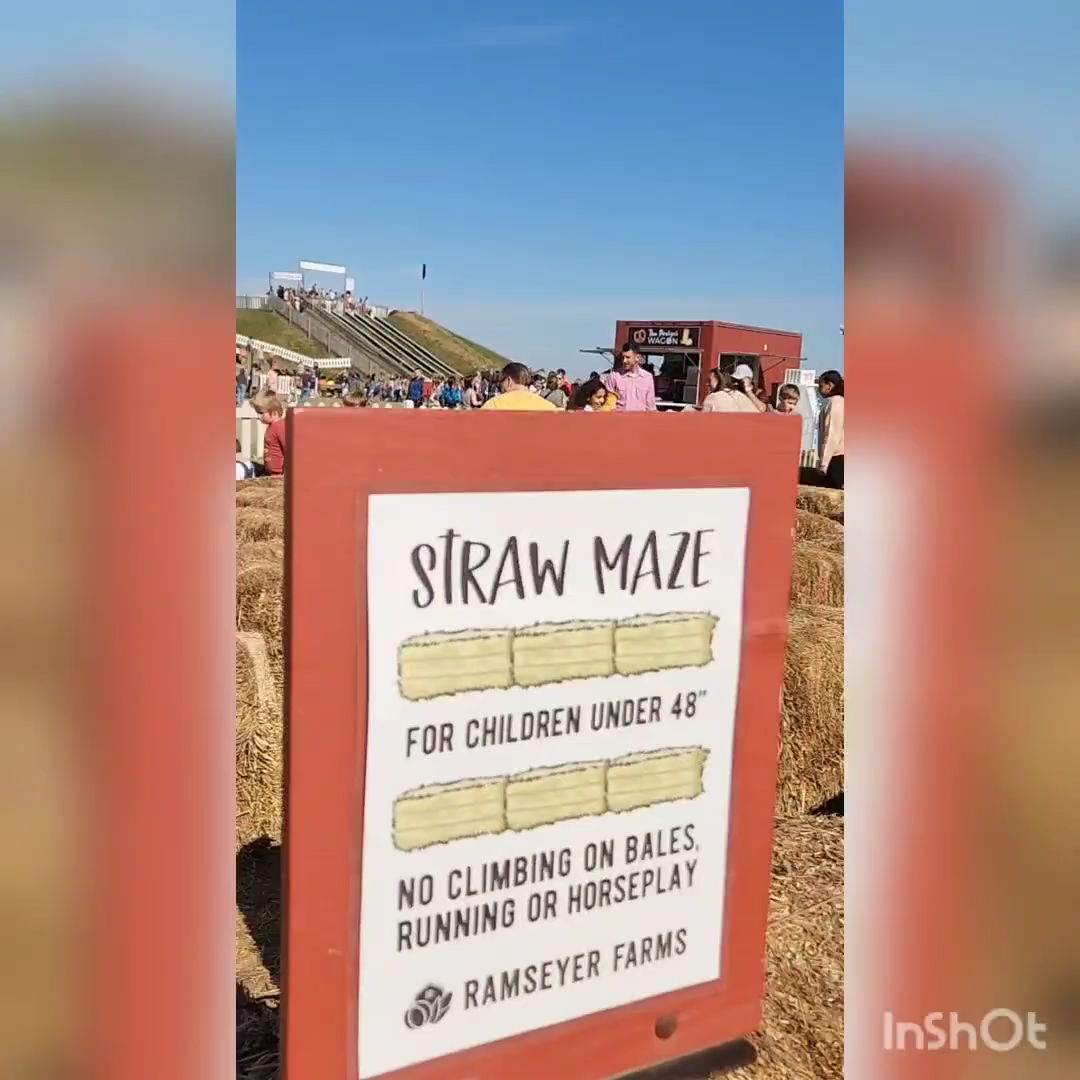 The Pretzel
WAGON
STRAW MAZE
FOR CHILDREN UNDER 48"
NO CLIMBING ON BALES,
RUNNING OR HORSEPLAY
RAMSEYER FARMS
InShOt